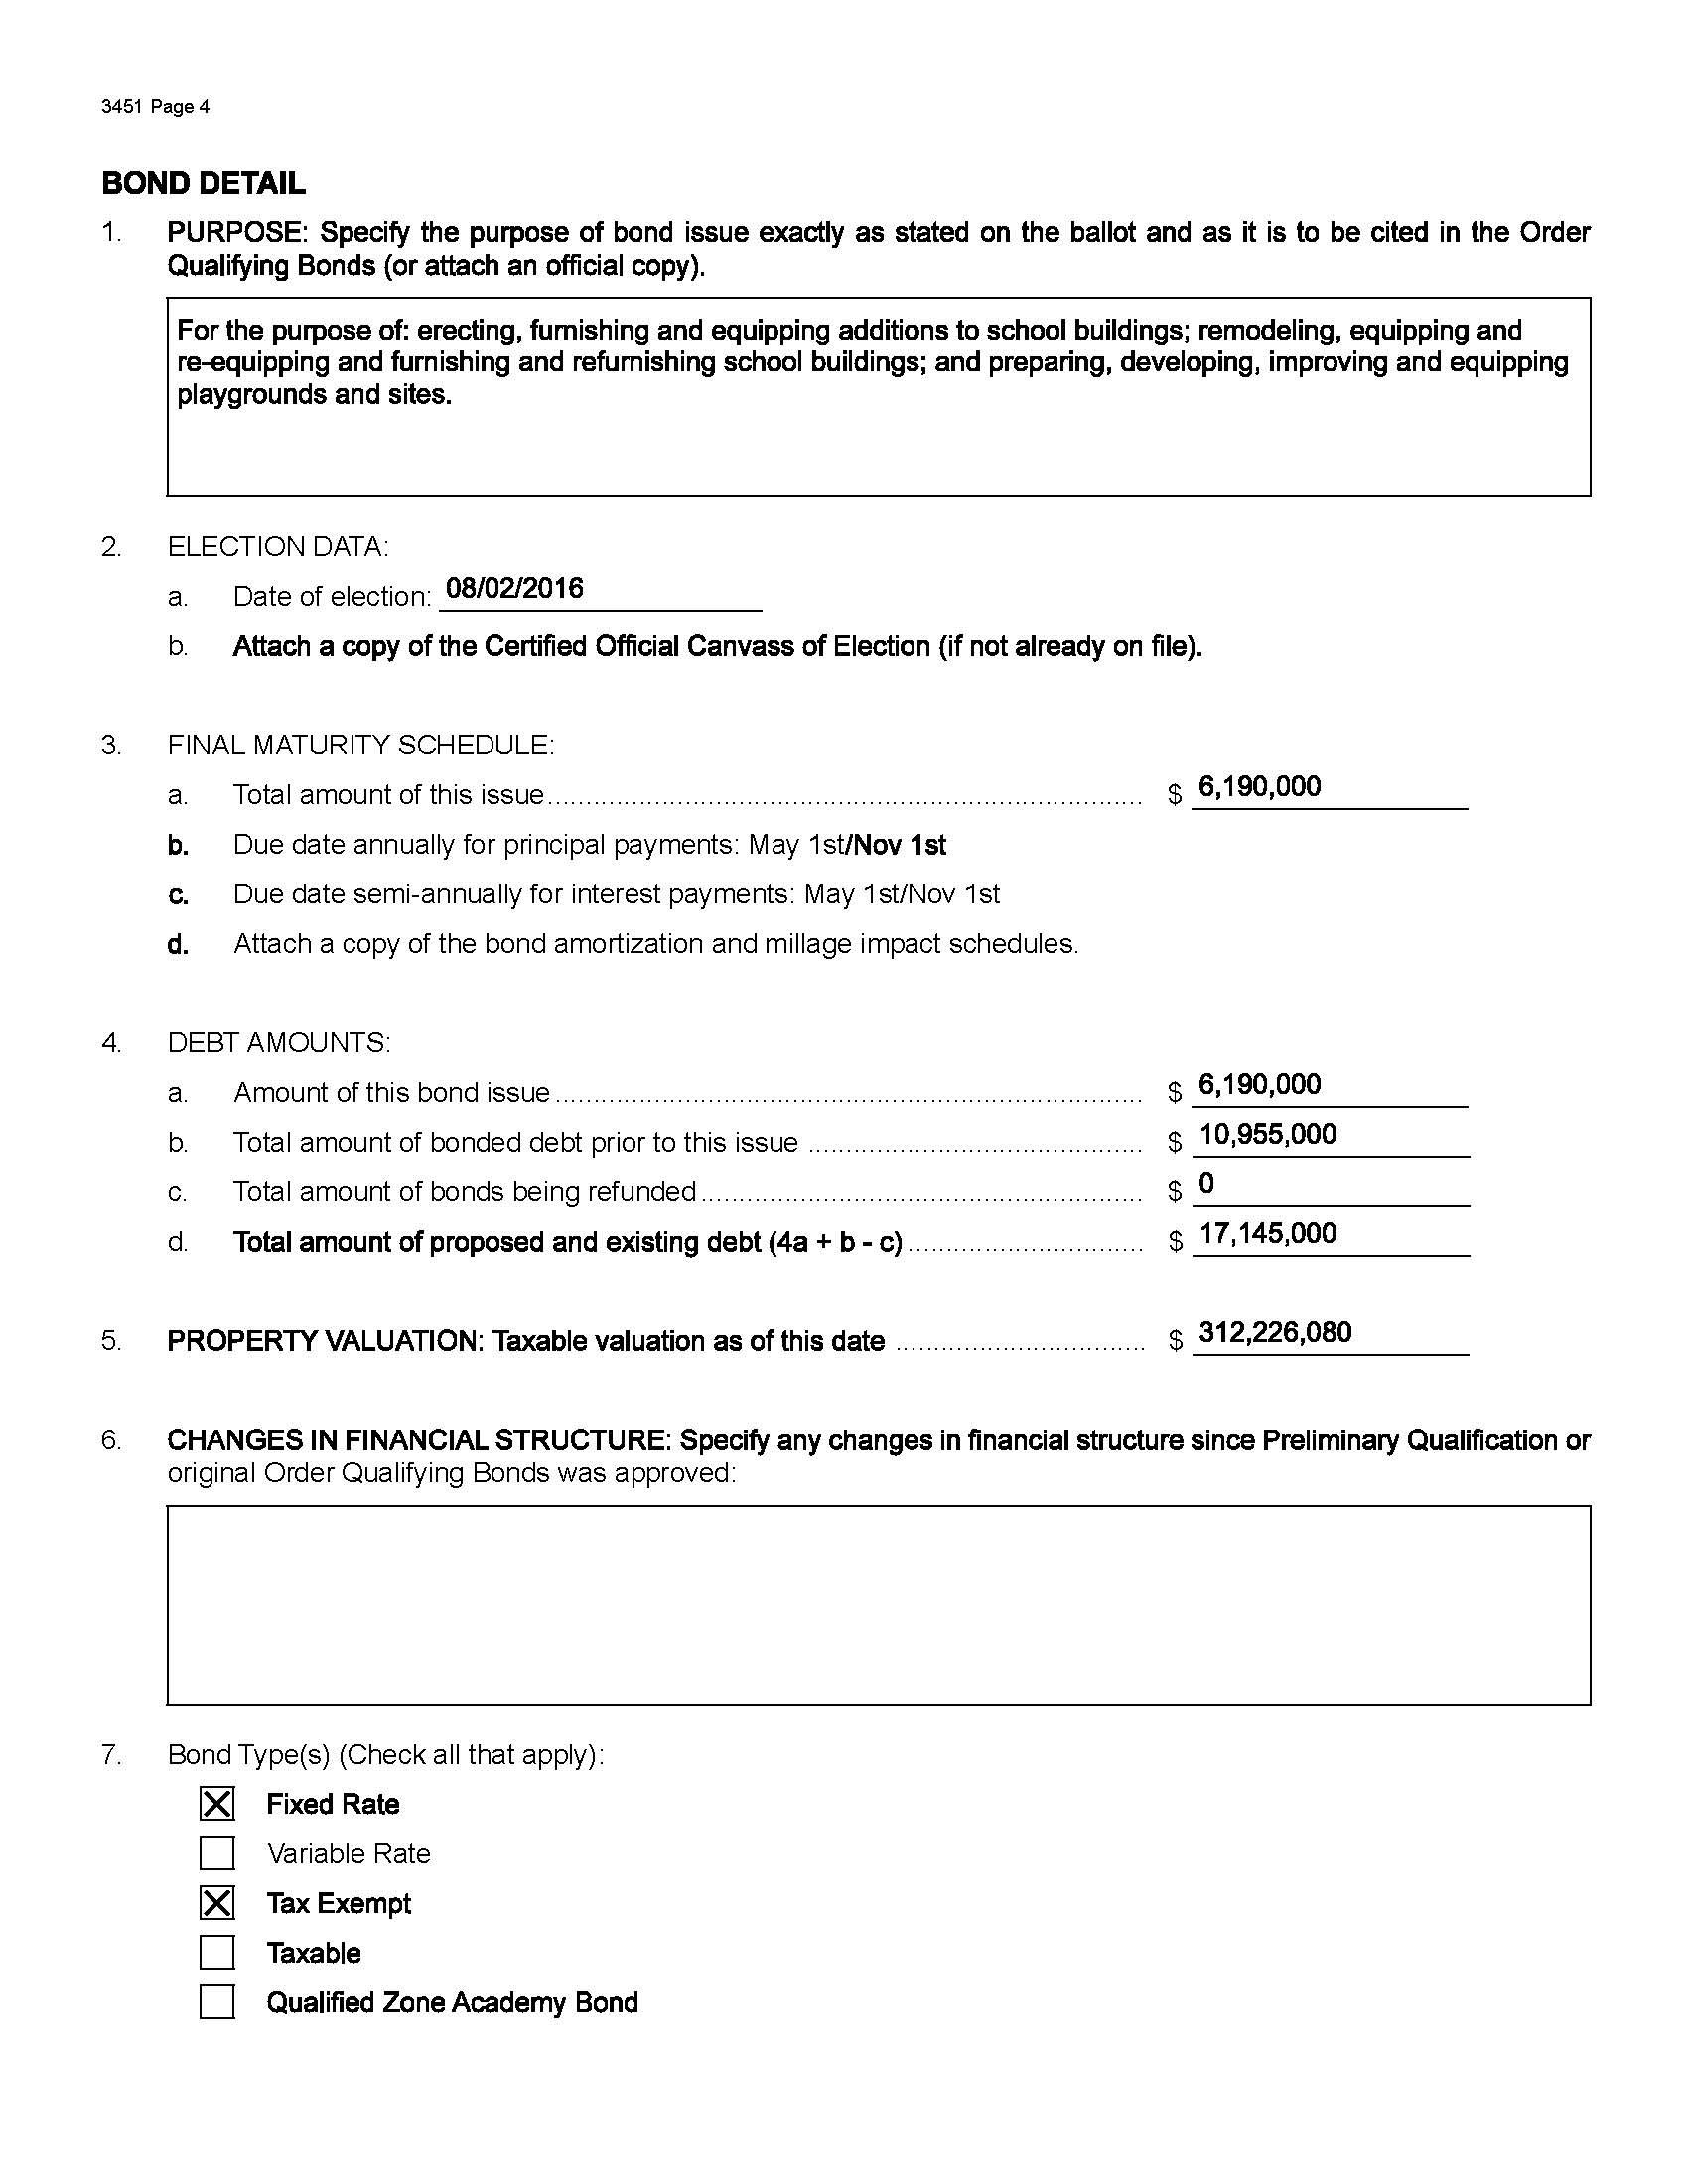 3451 Page 4
BOND DETAIL
1. PURPOSE: Specify the purpose of bond issue exactly as stated on the ballot and as it is to be cited in the Order
Qualifying Bonds (or attach an official copy).
For the purpose of: erecting, furnishing and equipping additions to school buildings; remodeling, equipping and
re-equipping and furnishing and refurnishing school buildings; and preparing, developing, improving and equipping
playgrounds and sites.
2. ELECTION DATA:
a. Date of election: 08/02/2016
b. Attach a copy of the Certified Official Canvass of Election (if not already on file).
3. FINAL MATURITY SCHEDULE:
a. Total amount of this issue $ 6,190,000
b. Due date annually for principal payments: May 1st/Nov 1st
c. Due date semi-annually for interest payments: May 1st/Nov 1st
d. Attach a copy of the bond amortization and millage impact schedules.
4. DEBT AMOUNTS:
a. Amount of this bond issue $ 6,190,000
b. Total amount of bonded debt prior to this issue $ 10,955,000
c. Total amount of bonds being refunded $ 0
d. Total amount of proposed and existing debt (4a + b - c) $ 17,145,000
5. PROPERTY VALUATION: Taxable valuation as of this date $ 312,226,080
6. CHANGES IN FINANCIAL STRUCTURE: Specify any changes in financial structure since Preliminary Qualification or
original Order Qualifying Bonds was approved:
7. Bond Type(s) (Check all that apply):
Fixed Rate
Variable Rate
Tax Exempt
Taxable
Qualified Zone Academy Bond